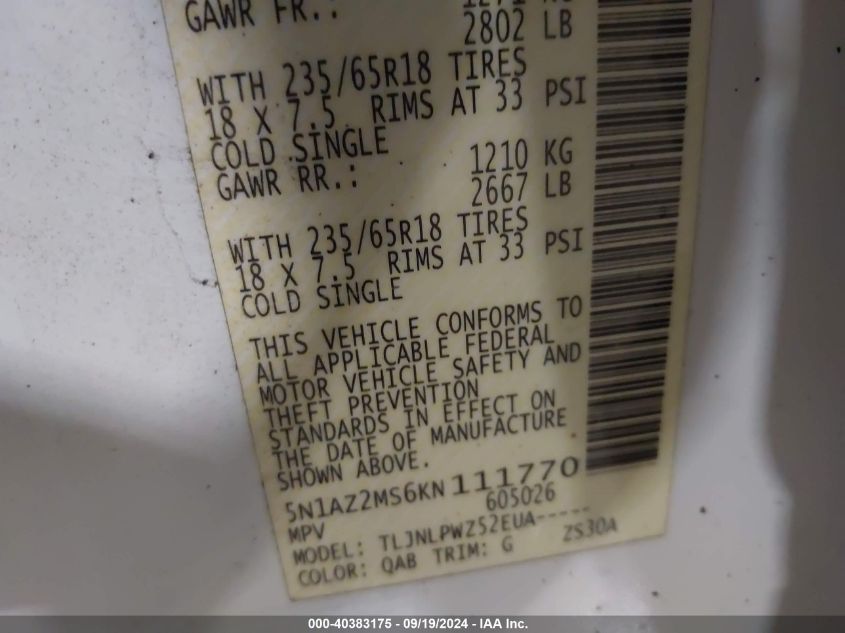 GAWR FR.: 1271 KG
2802 LB
WITH 235/65R18 TIRES
18 X 7.5 RIMS AT 33 PSI
COLD SINGLE
GAWR RR.: 1210 KG
2667 LB
WITH 235/65R18 TIRES
18 X 7.5 RIMS AT 33 PSI
COLD SINGLE
THIS VEHICLE CONFORMS TO
ALL APPLICABLE FEDERAL
MOTOR VEHICLE SAFETY AND
THEFT PREVENTION
STANDARDS IN EFFECT ON
THE DATE OF MANUFACTURE
SHOWN ABOVE.
5N1AZ2MS6KN111770
MPV 605026
MODEL: TLJNLPWZ52EUA-----
COLOR: QAB TRIM: G ZS30A
000-40383175 - 09/19/2024 - IAA Inc.